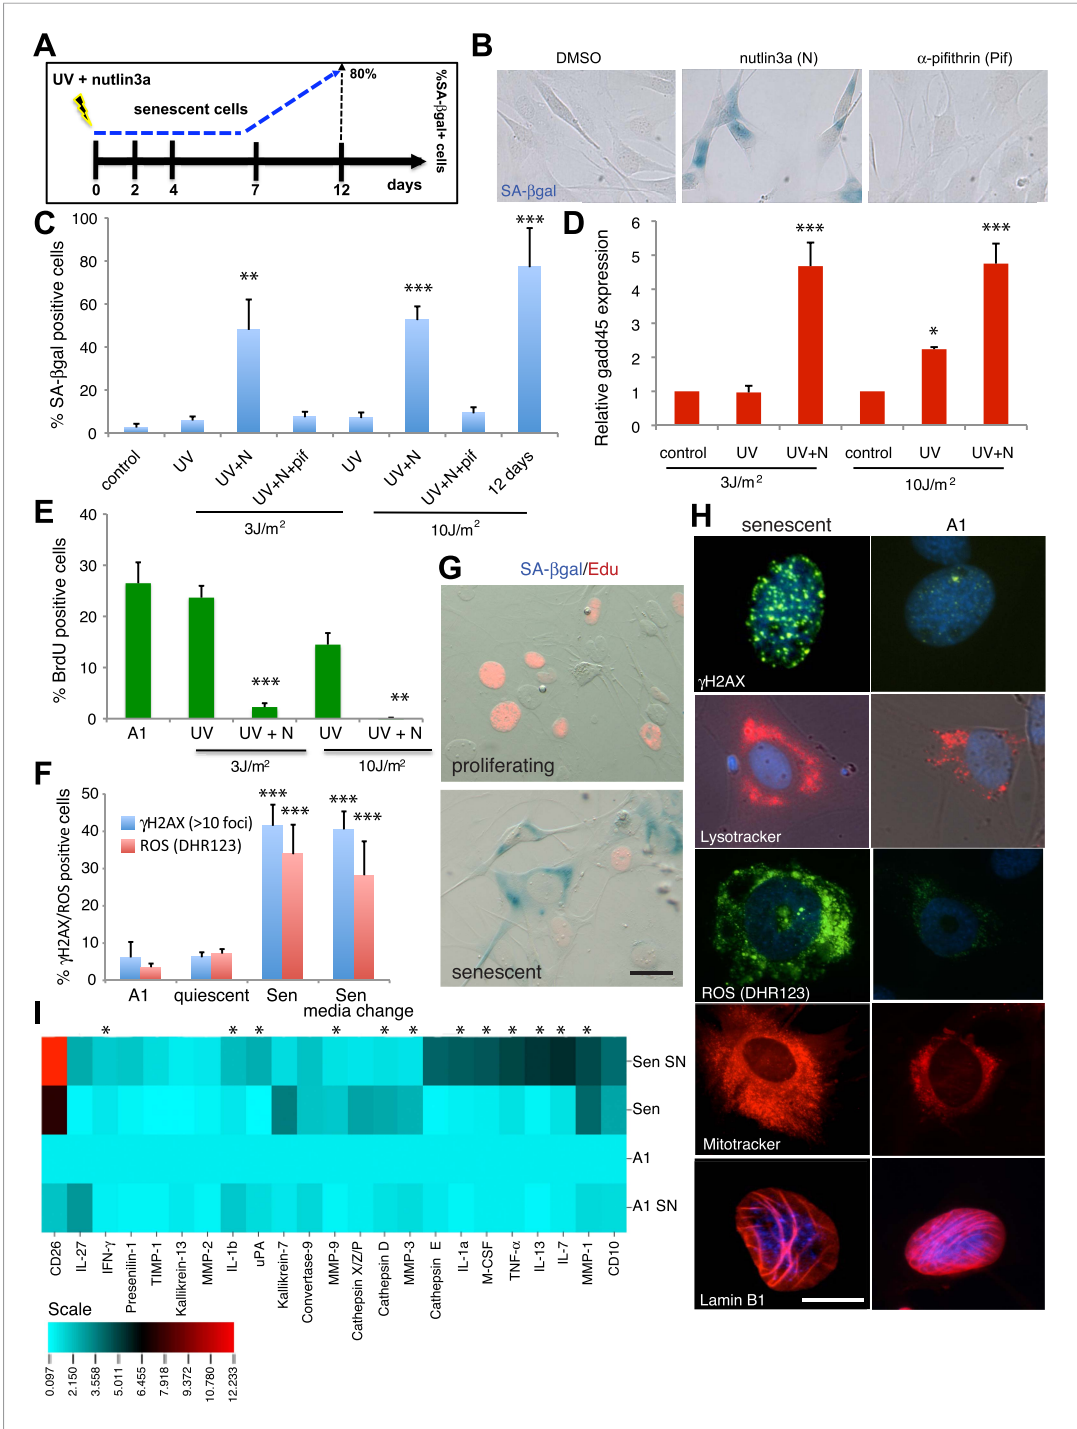 A
UV + nutlin3a
senescent cells
80%
%SA-βgal+ cells
0 2 4 7 12 days
B
DMSO nutlin3a (N) α-pifithrin (Pif)
SA-βgal
C
% SA-βgal positive cells
100
80
60
40
20
0
** *** ***
control UV UV+N UV+N+pif UV UV+N UV+N+pif 12 days
3J/m²
10J/m²
D
Relative gadd45 expression
6
5
4
3
2
1
0
*** * ***
control UV UV+N control UV UV+N
3J/m² 10J/m²
E
% BrdU positive cells
40
30
20
10
0
*** **
A1 UV UV + N UV UV + N
3J/m² 10J/m²
F
% γH2AX/ROS positive cells
50
40
30
20
10
0
γH2AX (>10 foci)
ROS (DHR123)
*** *** *** ***
A1 quiescent Sen Sen
media change
G
SA-βgal/Edu
proliferating
senescent
H
senescent A1
γH2AX
Lysotracker
ROS (DHR123)
Mitotracker
Lamin B1
I
* * * * * * * * * * * *
Sen SN
Sen
A1
A1 SN
CD26
IL-27
IFN-γ
Presenilin-1
TIMP-1
Kallikrein-13
MMP-2
IL-1b
uPA
Kallikrein-7
Convertase-9
MMP-9
Cathepsin X/Z/P
Cathepsin D
MMP-3
Cathepsin E
IL-1a
M-CSF
TNF-α
IL-13
IL-7
MMP-1
CD10
Scale
0.097
2.150
3.558
5.011
6.455
7.918
9.372
10.780
12.233